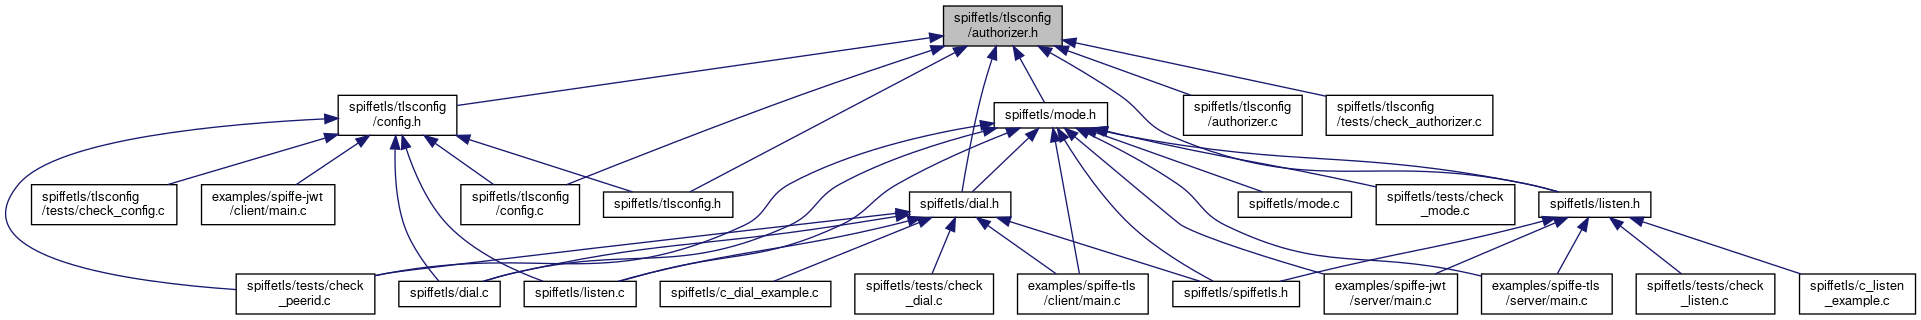 spiffetls/tlsconfig
/authorizer.h
spiffetls/tlsconfig
/config.h
spiffetls/mode.h
spiffetls/tlsconfig
/authorizer.c
spiffetls/tlsconfig
/tests/check_authorizer.c
spiffetls/tlsconfig
/tests/check_config.c
examples/spiffe-jwt
/client/main.c
spiffetls/tlsconfig
/config.c
spiffetls/tlsconfig.h
spiffetls/dial.h
spiffetls/mode.c
spiffetls/tests/check
_mode.c
spiffetls/listen.h
spiffetls/tests/check
_peerid.c
spiffetls/dial.c
spiffetls/listen.c
spiffetls/c_dial_example.c
spiffetls/tests/check
_dial.c
examples/spiffe-tls
/client/main.c
spiffetls/spiffetls.h
examples/spiffe-jwt
/server/main.c
examples/spiffe-tls
/server/main.c
spiffetls/tests/check
_listen.c
spiffetls/c_listen
_example.c